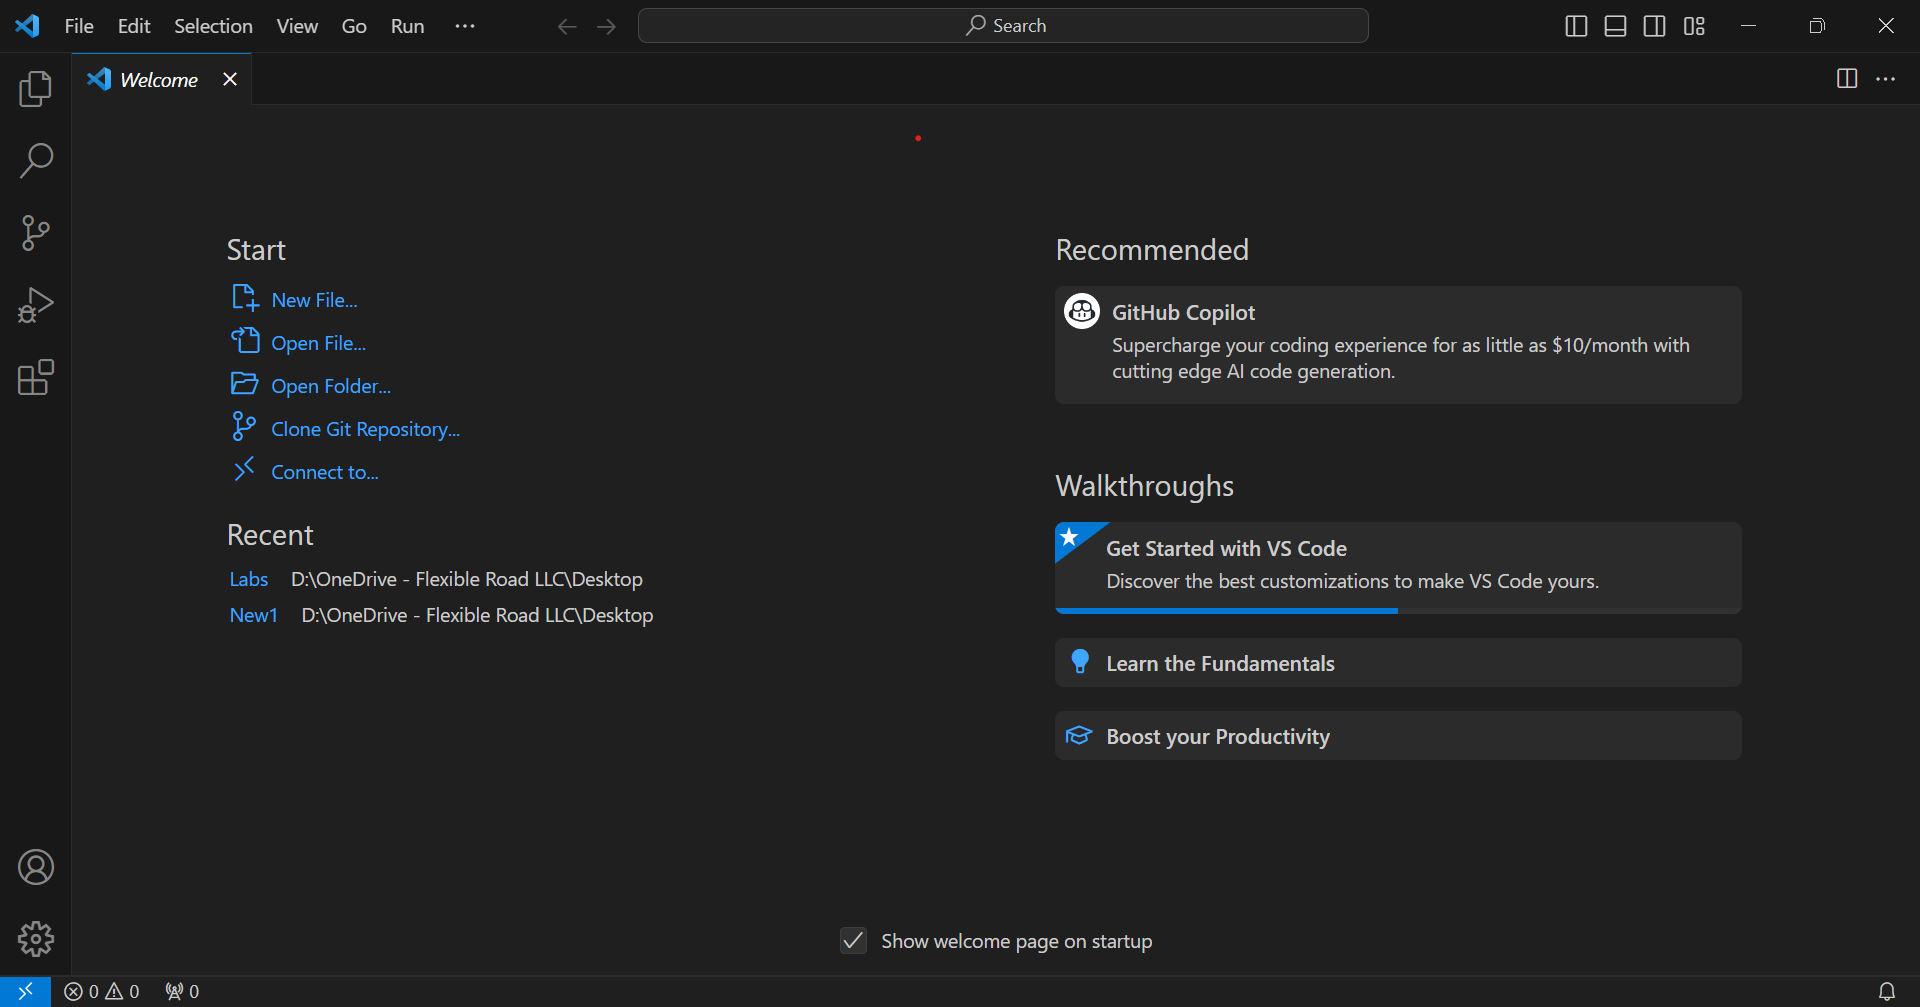 File Edit Selection View Go Run ···
Search
Welcome
Start
New File...
Open File...
Open Folder...
Clone Git Repository...
Connect to...
Recent
Labs D:\OneDrive - Flexible Road LLC\Desktop
New1 D:\OneDrive - Flexible Road LLC\Desktop
Recommended
GitHub Copilot
Supercharge your coding experience for as little as $10/month with
cutting edge AI code generation.
Walkthroughs
Get Started with VS Code
Discover the best customizations to make VS Code yours.
Learn the Fundamentals
Boost your Productivity
Show welcome page on startup
0 0 0